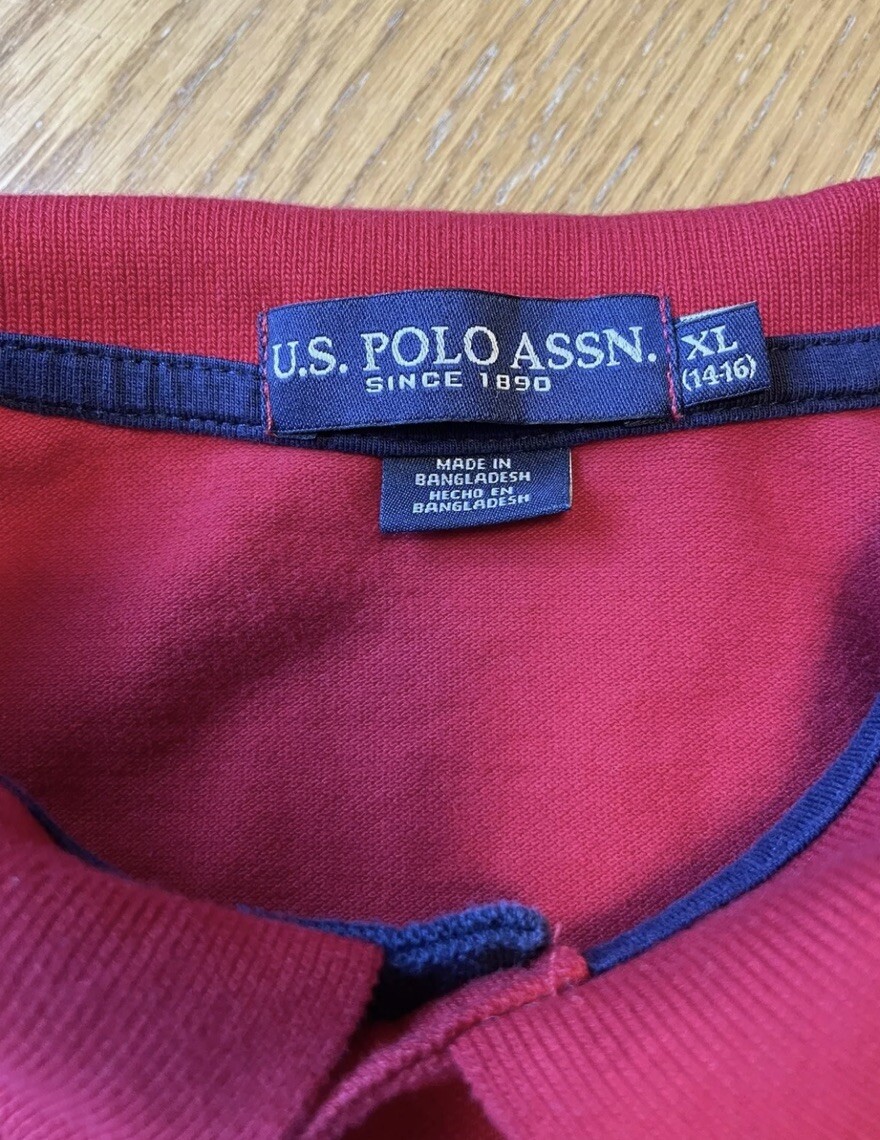 U.S. POLO ASSN.
SINCE 1890
XL
(14-16)
MADE IN
BANGLADESH
HECHO EN
BANGLADESH